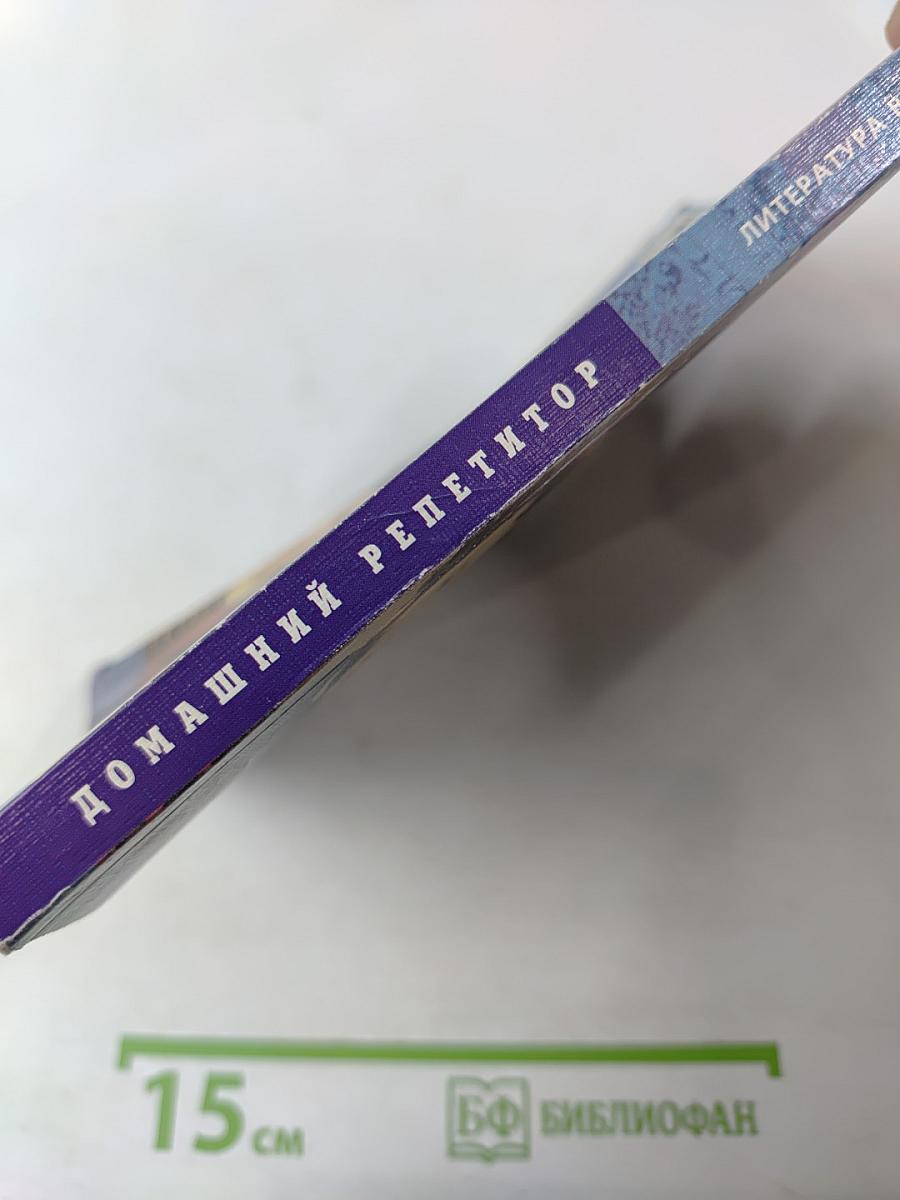 ДОМАШНИЙ РЕПЕТИТОР
ЛИТЕРАТУРА В
15 см
БФ БИБЛИОФАН